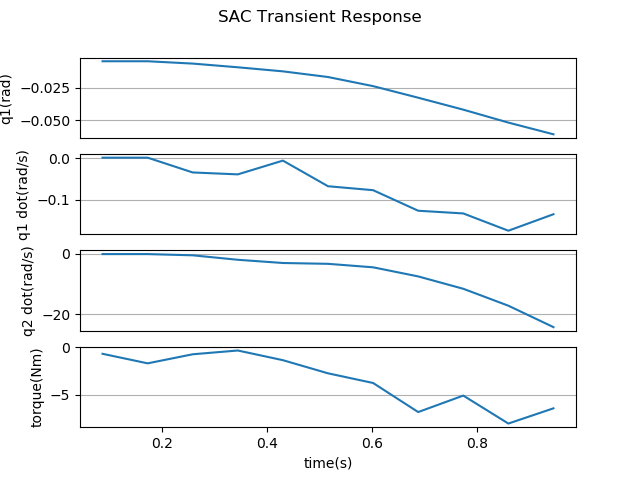 SAC Transient Response
q1(rad)
−0.025
−0.050
q1 dot(rad/s)
0.0
−0.1
q2 dot(rad/s)
0
−20
torque(Nm)
0
−5
0.2 0.4 0.6 0.8
time(s)